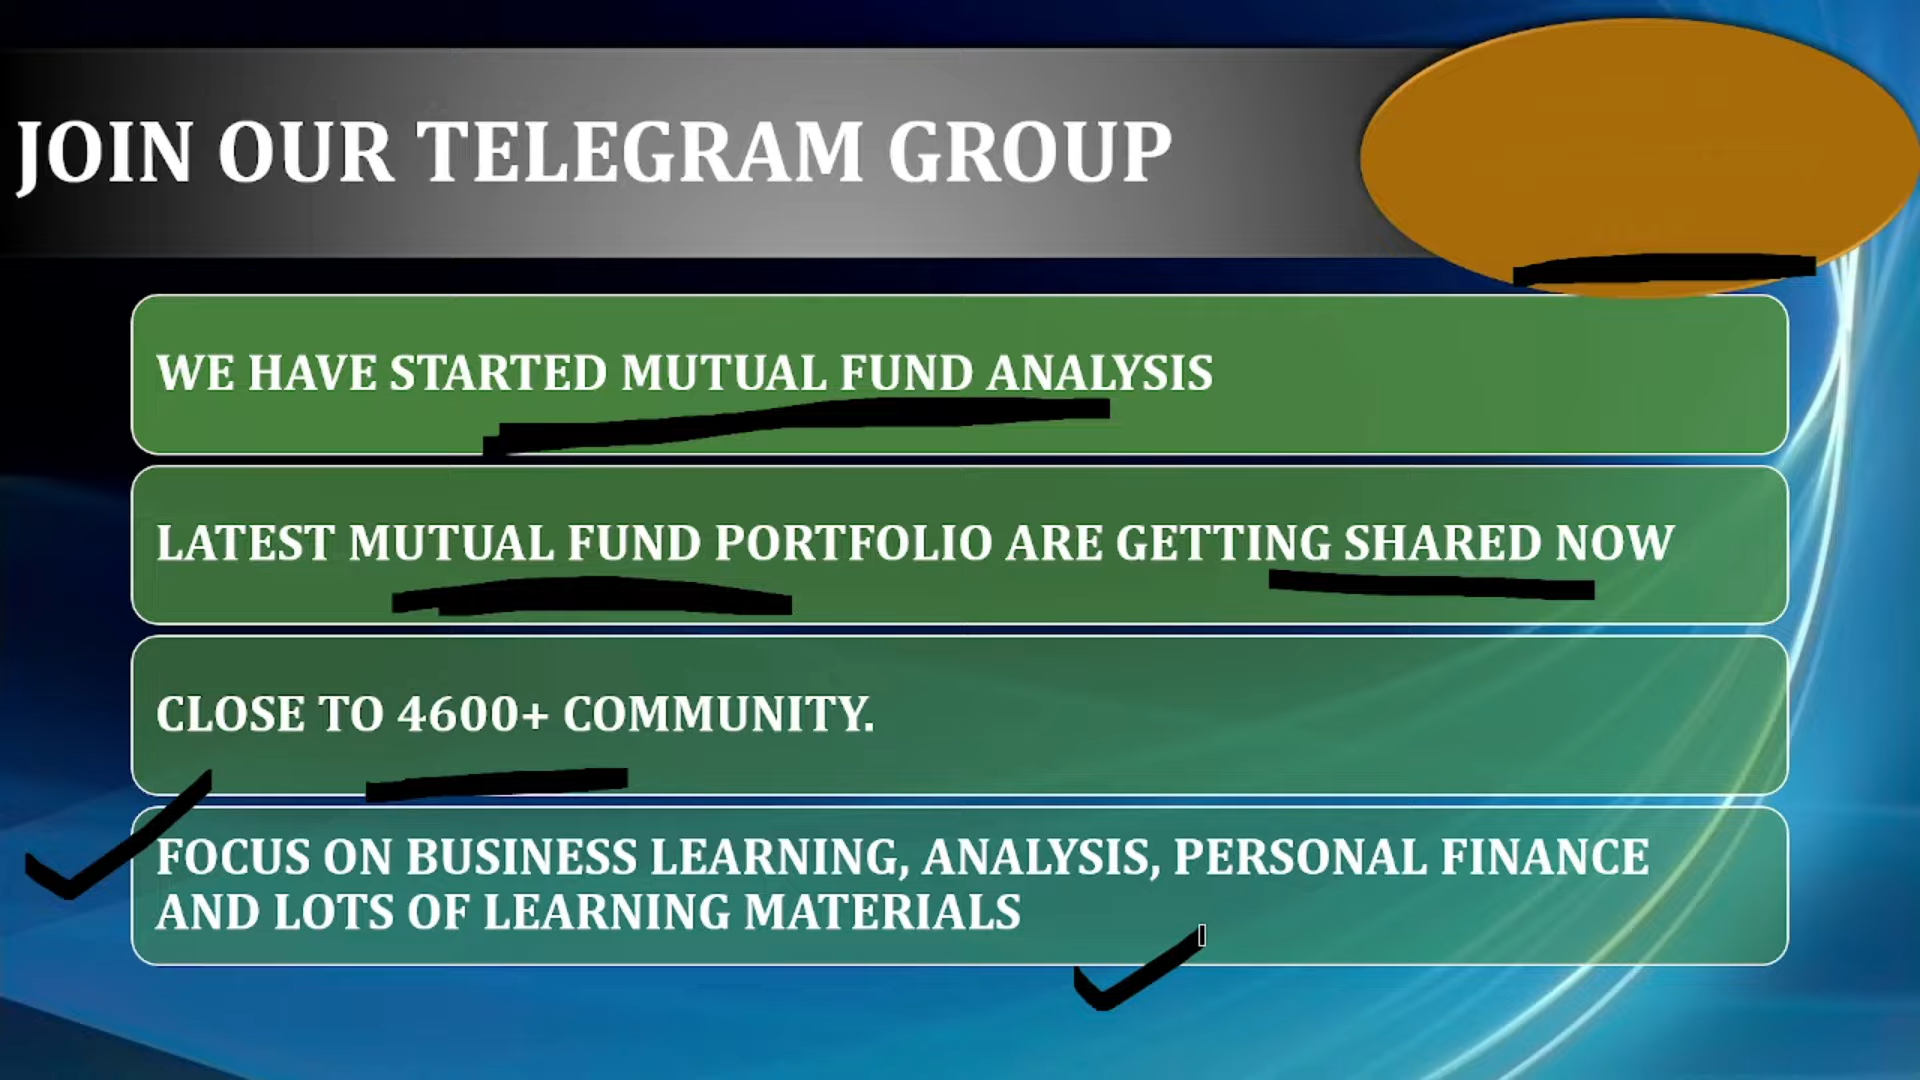 JOIN OUR TELEGRAM GROUP
WE HAVE STARTED MUTUAL FUND ANALYSIS
LATEST MUTUAL FUND PORTFOLIO ARE GETTING SHARED NOW
CLOSE TO 4600+ COMMUNITY.
FOCUS ON BUSINESS LEARNING, ANALYSIS, PERSONAL FINANCE
AND LOTS OF LEARNING MATERIALS